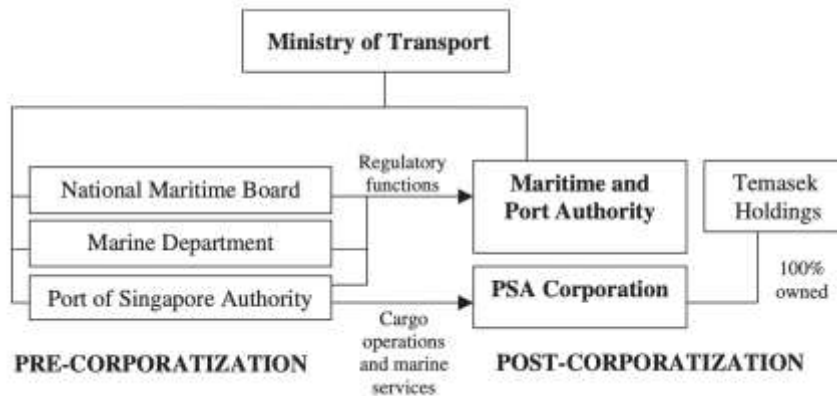 Ministry of Transport
National Maritime Board
Marine Department
Port of Singapore Authority
Regulatory
functions
Maritime and
Port Authority
Temasek
Holdings
PSA Corporation
100%
owned
Cargo
operations
and marine
services
PRE-CORPORATIZATION
POST-CORPORATIZATION